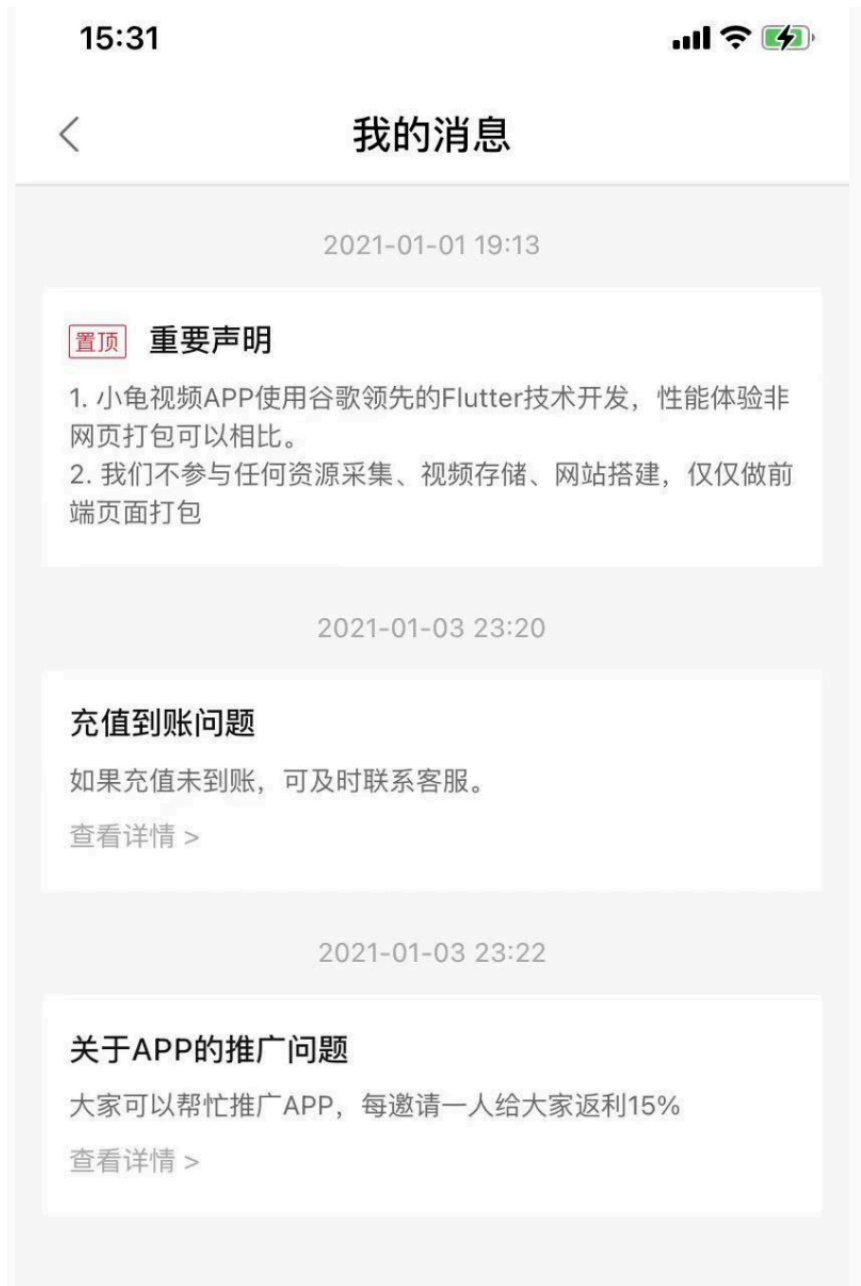 15:31
我的消息
2021-01-01 19:13
置顶 重要声明
1. 小龟视频APP使用谷歌领先的Flutter技术开发，性能体验非
网页打包可以相比。
2. 我们不参与任何资源采集、视频存储、网站搭建，仅仅做前
端页面打包
2021-01-03 23:20
充值到账问题
如果充值未到账，可及时联系客服。
查看详情 >
2021-01-03 23:22
关于APP的推广问题
大家可以帮忙推广APP，每邀请一人给大家返利15%
查看详情 >